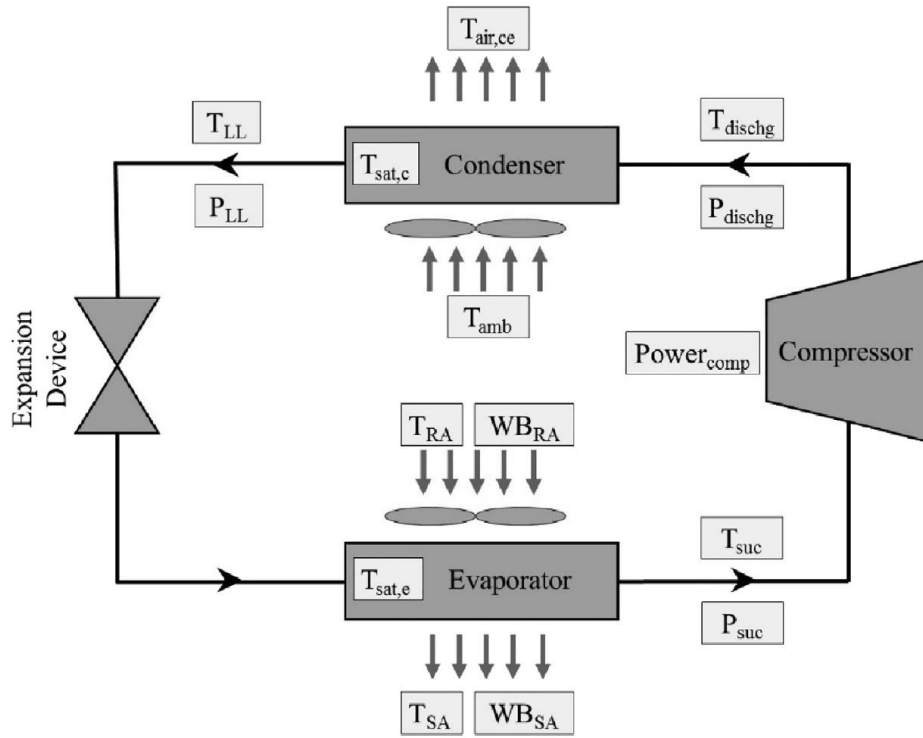 T_air,ce
T_LL
T_dischg
T_sat,c Condenser
P_LL
P_dischg
T_amb
Expansion
Device
Power_comp
Compressor
T_RA WB_RA
T_suc
T_sat,e Evaporator
P_suc
T_SA WB_SA